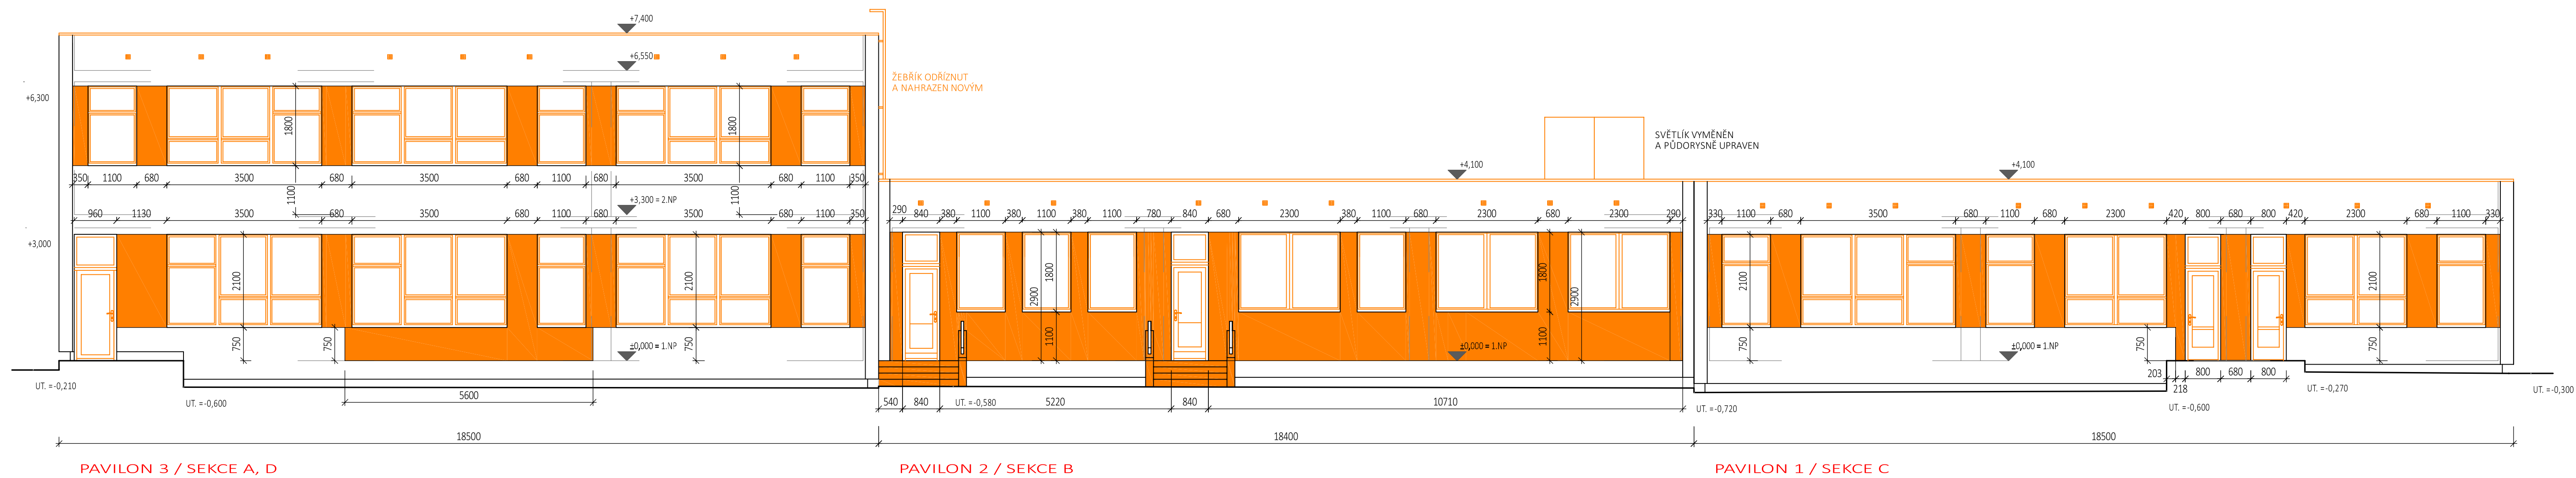 +7,400
+6,550
ŽEBŘÍK ODŘÍZNUT
A NAHRAZEN NOVÝM
+6,300
1800 1800
SVĚTLÍK VYMĚNĚN
A PŮDORYSNĚ UPRAVEN
+4,100 +4,100
350 1100 680 3500 680 3500 680 1100 680 3500 680 1100 350
1100 1100
+3,300 = 2.NP
960 1130 3500 680 3500 680 1100 680 3500 680 1100 350
290 840 380 1100 380 1100 380 1100 780 840 680 2300 380 1100 680 2300 680 2300 290
330 1100 680 3500 680 1100 680 2300 420 800 680 800 420 2300 680 1100 330
+3,000
2100 2100 2900 1800 1800 2900 2100 2100
750 750 750 1100 1100 750 750 750
±0,000 = 1.NP ±0,000 = 1.NP ±0,000 = 1.NP
203 800 680 800
218
UT. =-0,210
UT. =-0,600
5600
540 840 UT. =-0,580 5220 840 10710
UT. =-0,720
UT. =-0,600
UT. =-0,270
UT. =-0,300
18500 18400 18500
PAVILON 3 / SEKCE A, D
PAVILON 2 / SEKCE B
PAVILON 1 / SEKCE C